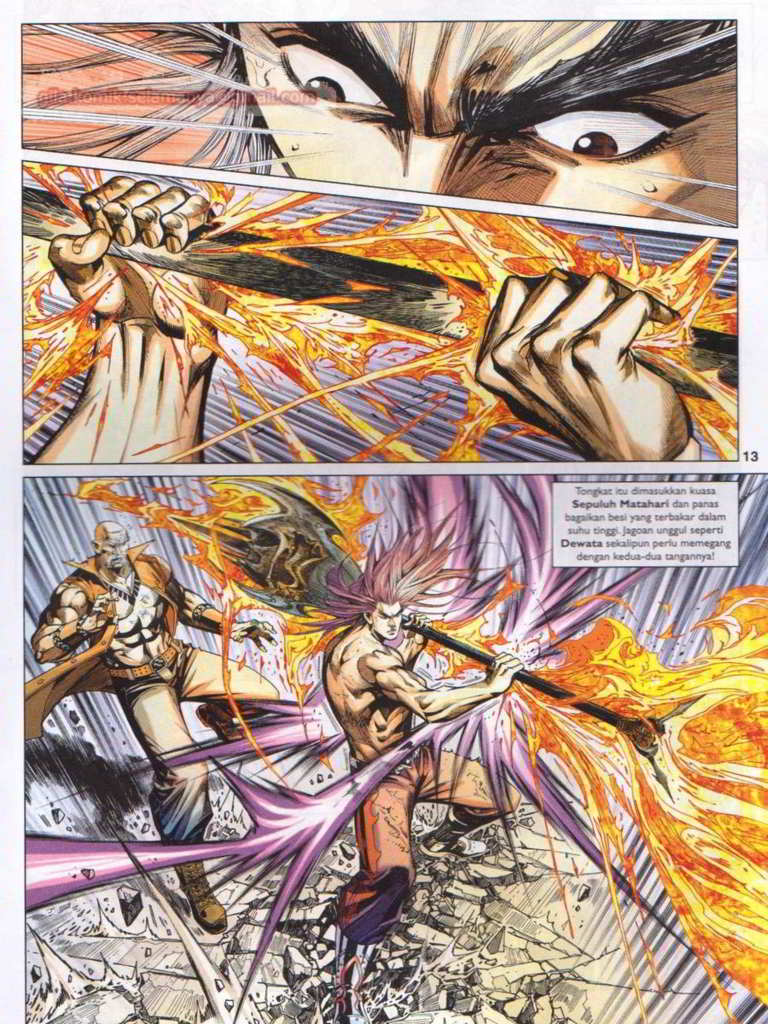 13
Tongkat itu dimasukkan kuasa
Sepuluh Matahari dan panas
bagaikan besi yang terbakar dalam
suhu tinggi. Jagoan unggul seperti
Dewata sekalipun perlu memegang
dengan kedua-dua tangannya!